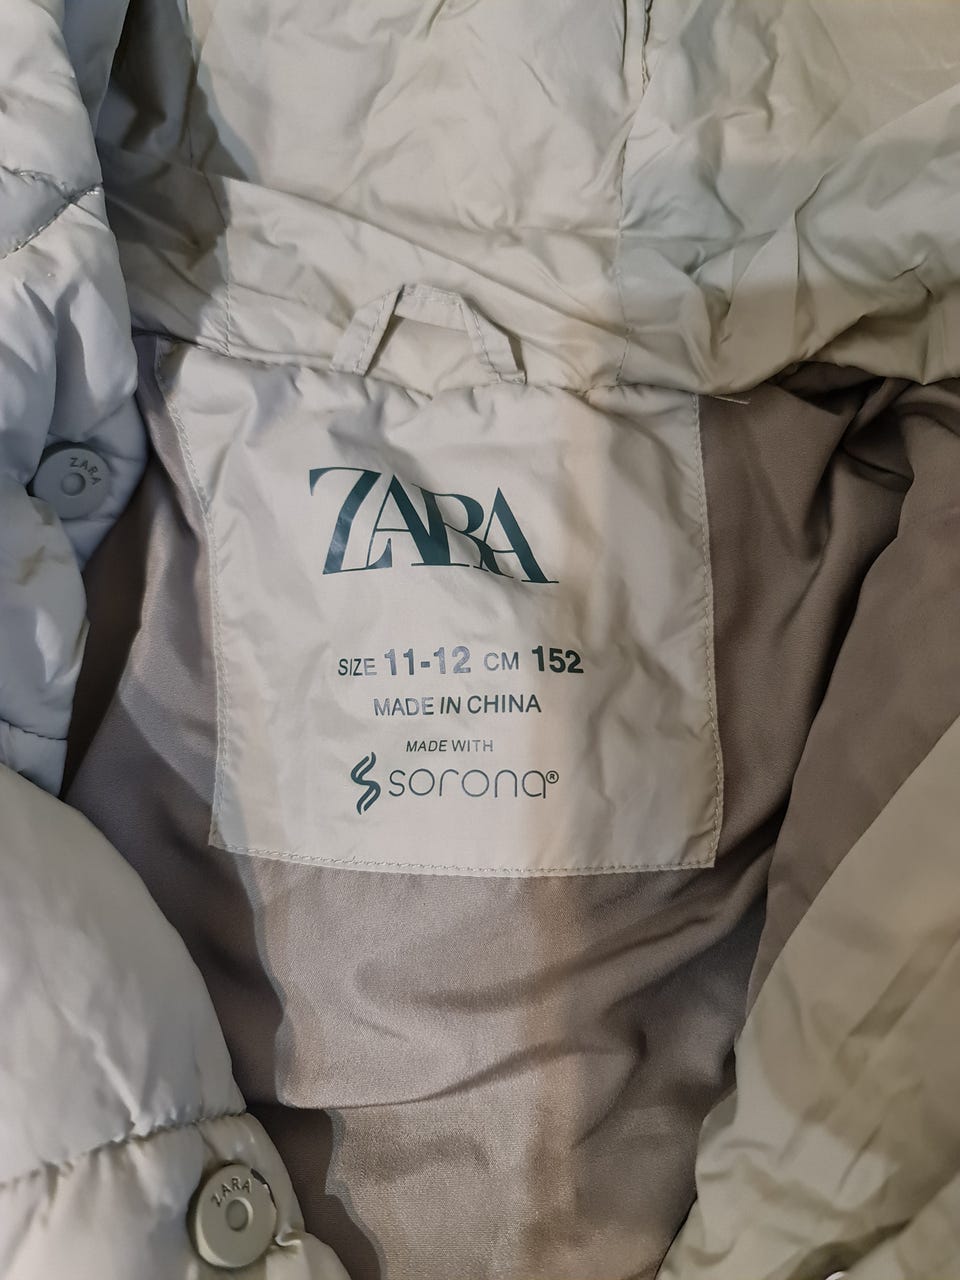 ZARA
ZARA
SIZE 11-12 CM 152
MADE IN CHINA
MADE WITH
sorona®
ZARA